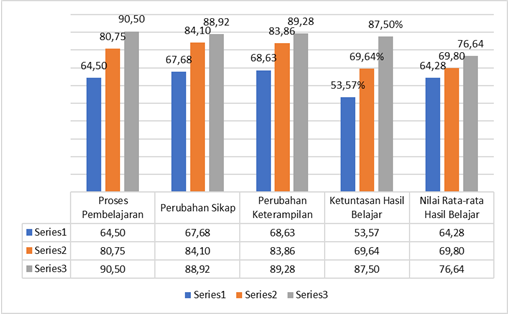 90,50
88,92
89,28
87,50%
84,10
83,86
80,75
76,64
67,68
68,63
69,64%
69,80
64,50
64,28
53,57%
Proses Pembelajaran
Perubahan Sikap
Perubahan Keterampilan
Ketuntasan Hasil Belajar
Nilai Rata-rata Hasil Belajar
Series1 64,50 67,68 68,63 53,57 64,28
Series2 80,75 84,10 83,86 69,64 69,80
Series3 90,50 88,92 89,28 87,50 76,64
Series1 Series2 Series3